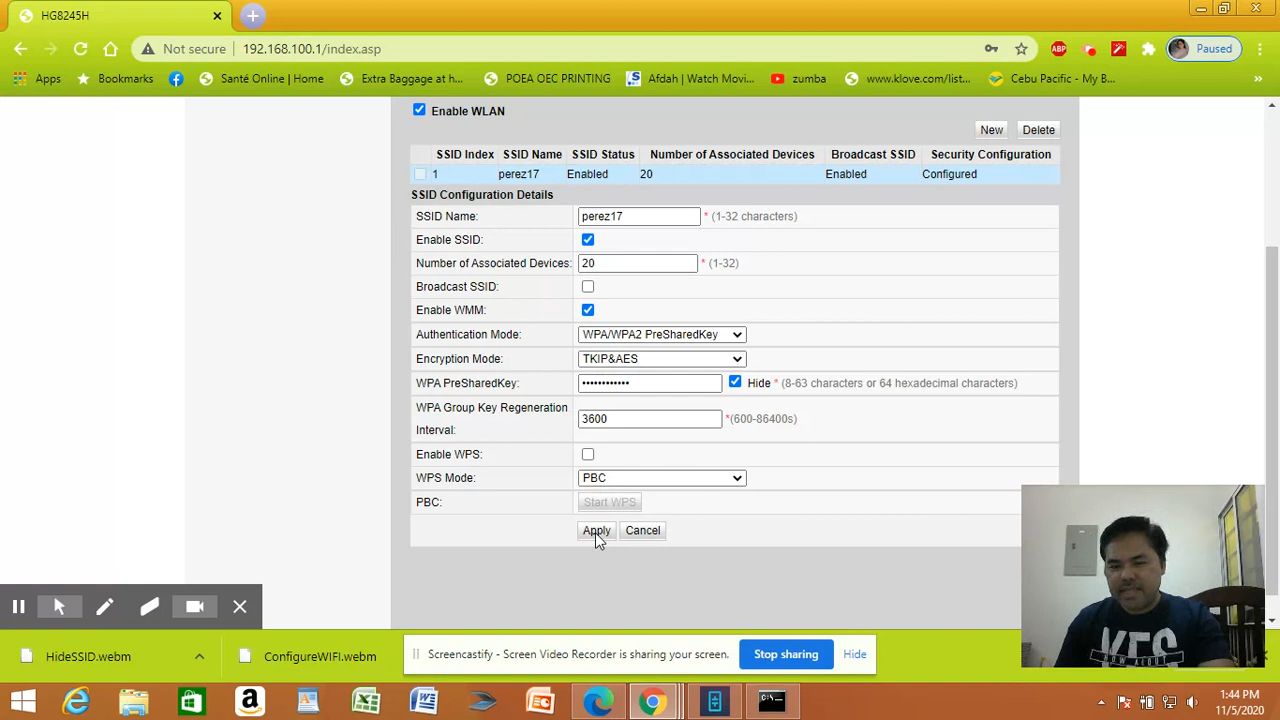 HG8245H
Not secure 192.168.100.1/index.asp
ABP
Paused
Apps Bookmarks Santé Online | Home Extra Baggage at h... POEA OEC PRINTING Afdah | Watch Movi... zumba www.klove.com/list... Cebu Pacific - My B... »
Enable WLAN
New Delete
SSID Index SSID Name SSID Status Number of Associated Devices Broadcast SSID Security Configuration
1 perez17 Enabled 20 Enabled Configured
SSID Configuration Details
SSID Name: perez17 * (1-32 characters)
Enable SSID:
Number of Associated Devices: 20 * (1-32)
Broadcast SSID:
Enable WMM:
Authentication Mode: WPA/WPA2 PreSharedKey
Encryption Mode: TKIP&AES
WPA PreSharedKey: •••••••••••• Hide * (8-63 characters or 64 hexadecimal characters)
WPA Group Key Regeneration
Interval: 3600 *(600-86400s)
Enable WPS:
WPS Mode: PBC
PBC: Start WPS
Apply Cancel
HideSSID.webm ConfigureWIFI.webm Screencastify - Screen Video Recorder is sharing your screen. Stop sharing Hide
1:44 PM
11/5/2020